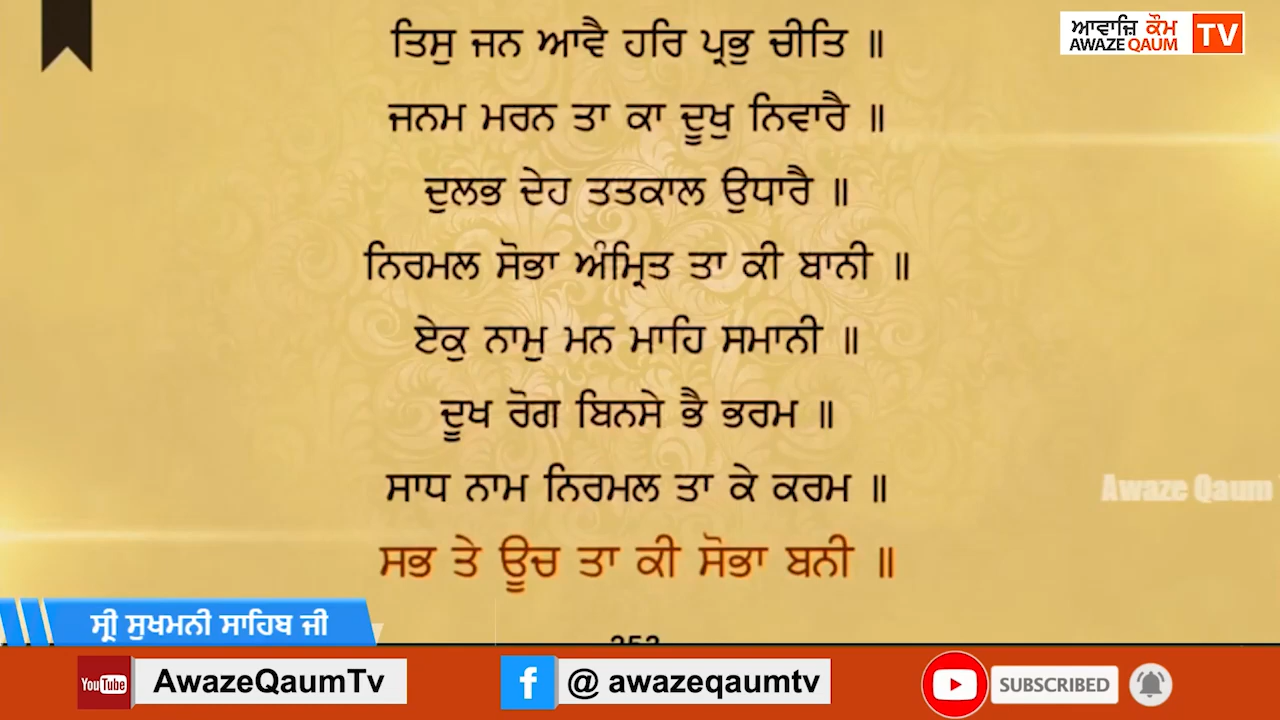 ਤਿਸੁ ਜਨ ਆਵੈ ਹਰਿ ਪ੍ਰਭੁ ਚੀਤਿ ॥
ਆਵਾਜ਼ਿ ਕੌਮ
AWAZE QAUM TV
ਜਨਮ ਮਰਨ ਤਾ ਕਾ ਦੂਖੁ ਨਿਵਾਰੈ ॥
ਦੁਲਭ ਦੇਹ ਤਤਕਾਲ ਉਧਾਰੈ ॥
ਨਿਰਮਲ ਸੋਭਾ ਅੰਮ੍ਰਿਤ ਤਾ ਕੀ ਬਾਨੀ ॥
ਏਕੁ ਨਾਮੁ ਮਨ ਮਾਹਿ ਸਮਾਨੀ ॥
ਦੂਖ ਰੋਗ ਬਿਨਸੇ ਭੈ ਭਰਮ ॥
ਸਾਧ ਨਾਮ ਨਿਰਮਲ ਤਾ ਕੇ ਕਰਮ ॥
Awaze Qaum
ਸਭ ਤੇ ਊਚ ਤਾ ਕੀ ਸੋਭਾ ਬਨੀ ॥
ਸ੍ਰੀ ਸੁਖਮਨੀ ਸਾਹਿਬ ਜੀ
YouTube AwazeQaumTv
f @ awazeqaumtv
SUBSCRIBED